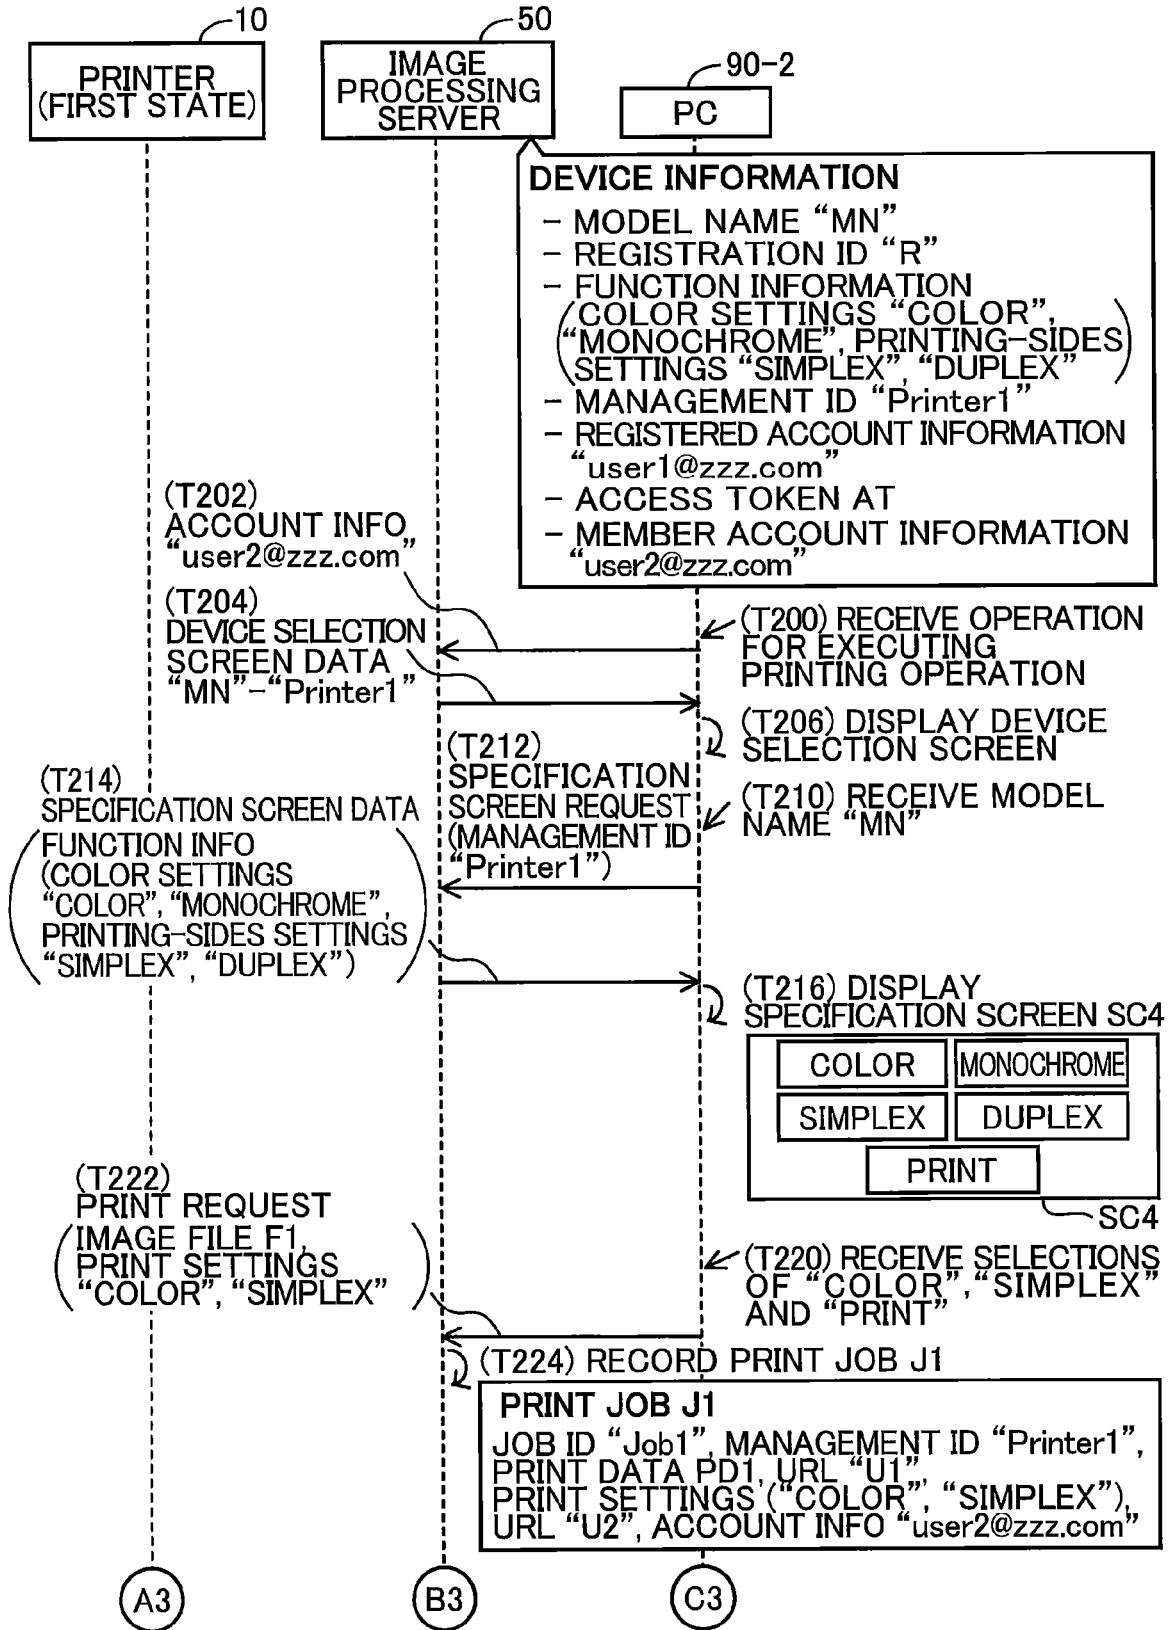 10
50
90-2
PRINTER
(FIRST STATE)
IMAGE
PROCESSING
SERVER
PC
DEVICE INFORMATION
- MODEL NAME “MN”
- REGISTRATION ID “R”
- FUNCTION INFORMATION
(COLOR SETTINGS “COLOR”,
“MONOCHROME”, PRINTING-SIDES
SETTINGS “SIMPLEX”, “DUPLEX”)
- MANAGEMENT ID “Printer1”
- REGISTERED ACCOUNT INFORMATION
“user1@zzz.com”
- ACCESS TOKEN AT
- MEMBER ACCOUNT INFORMATION
“user2@zzz.com”
(T202)
ACCOUNT INFO
“user2@zzz.com”
(T200) RECEIVE OPERATION
FOR EXECUTING
PRINTING OPERATION
(T204)
DEVICE SELECTION
SCREEN DATA
“MN”-“Printer1”
(T206) DISPLAY DEVICE
SELECTION SCREEN
(T210) RECEIVE MODEL
NAME “MN”
(T212)
SPECIFICATION
SCREEN REQUEST
(MANAGEMENT ID
“Printer1”)
(T214)
SPECIFICATION SCREEN DATA
(FUNCTION INFO
(COLOR SETTINGS
“COLOR”, “MONOCHROME”,
PRINTING-SIDES SETTINGS
“SIMPLEX”, “DUPLEX”))
(T216) DISPLAY
SPECIFICATION SCREEN SC4
COLOR
MONOCHROME
SIMPLEX
DUPLEX
PRINT
SC4
(T220) RECEIVE SELECTIONS
OF “COLOR”, “SIMPLEX”
AND “PRINT”
(T222)
PRINT REQUEST
(IMAGE FILE F1,
PRINT SETTINGS
“COLOR”, “SIMPLEX”)
(T224) RECORD PRINT JOB J1
PRINT JOB J1
JOB ID “Job1”, MANAGEMENT ID “Printer1”,
PRINT DATA PD1, URL “U1”,
PRINT SETTINGS (“COLOR”, “SIMPLEX”),
URL “U2”, ACCOUNT INFO “user2@zzz.com”
A3
B3
C3